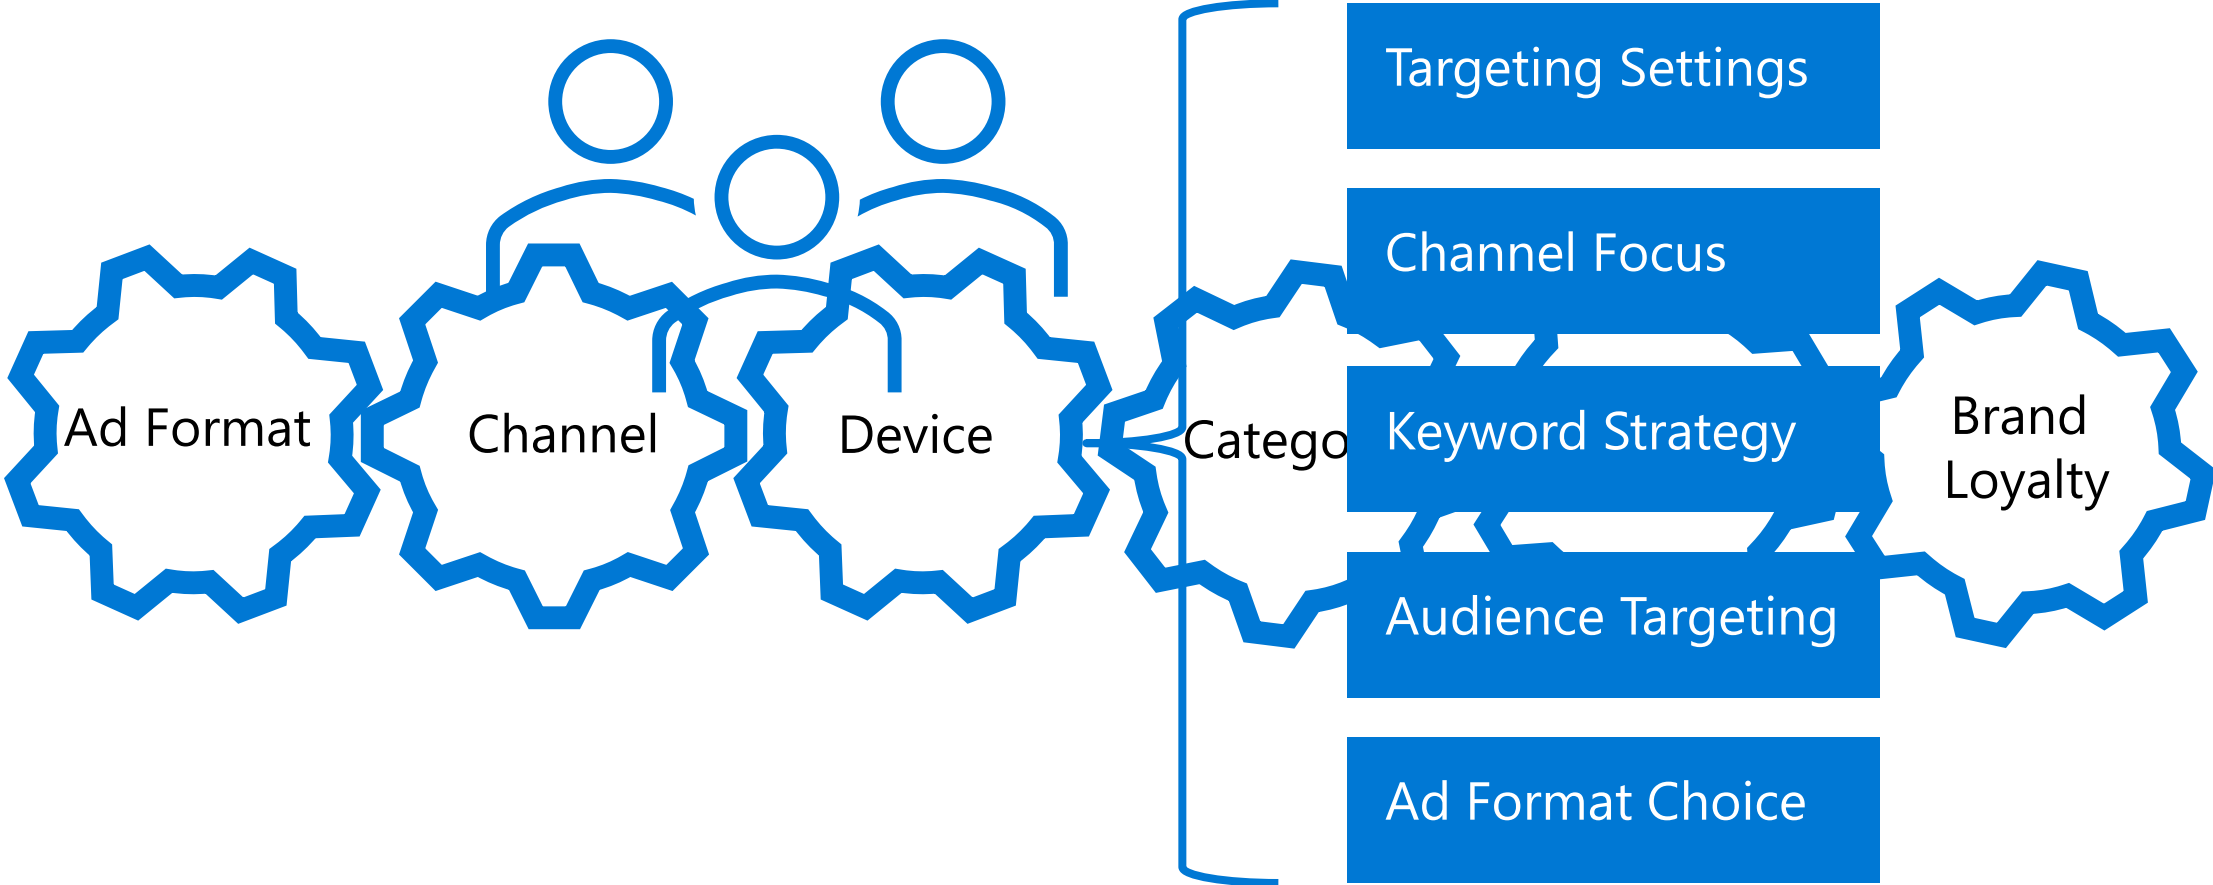 Ad Format
Channel
Device
Catego
Brand
Loyalty
Targeting Settings
Channel Focus
Keyword Strategy
Audience Targeting
Ad Format Choice